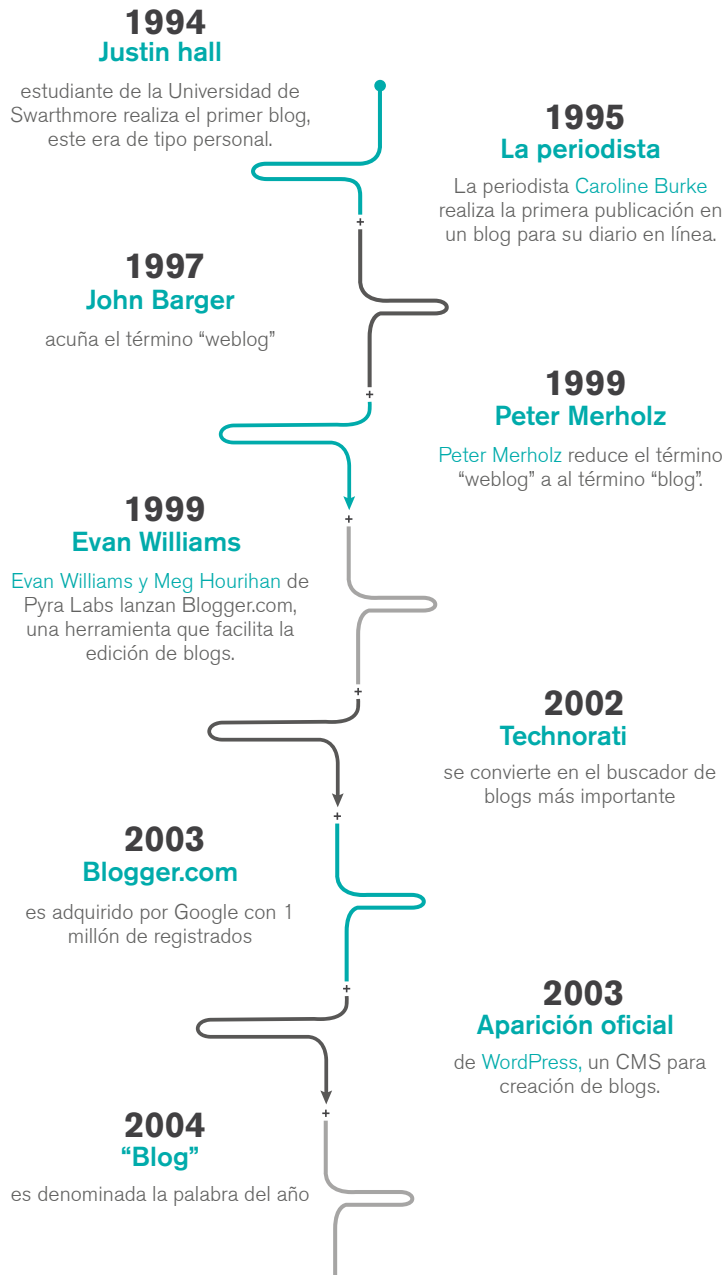 1994
Justin hall
estudiante de la Universidad de
Swarthmore realiza el primer blog,
este era de tipo personal.
1995
La periodista
La periodista Caroline Burke
realiza la primera publicación en
un blog para su diario en línea.
1997
John Barger
acuña el término “weblog”
1999
Peter Merholz
Peter Merholz reduce el término
“weblog” a al término “blog”.
1999
Evan Williams
Evan Williams y Meg Hourihan de
Pyra Labs lanzan Blogger.com,
una herramienta que facilita la
edición de blogs.
2002
Technorati
se convierte en el buscador de
blogs más importante
2003
Blogger.com
es adquirido por Google con 1
millón de registrados
2003
Aparición oficial
de WordPress, un CMS para
creación de blogs.
2004
“Blog”
es denominada la palabra del año